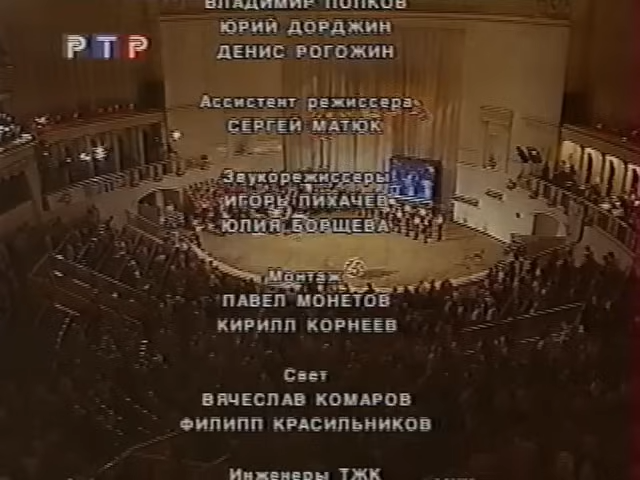 ВЛАДИМИР ПОПКОВ
ЮРИЙ ДОРДЖИН
ДЕНИС РОГОЖИН
РТР
Ассистент режиссера
СЕРГЕЙ МАТЮК
Звукорежиссеры
ИГОРЬ ЛИХАЧЕВ
ЮЛИЯ БОРЩЕВА
Монтаж
ПАВЕЛ МОНЕТОВ
КИРИЛЛ КОРНЕЕВ
Свет
ВЯЧЕСЛАВ КОМАРОВ
ФИЛИПП КРАСИЛЬНИКОВ
Инженеры ТЖК